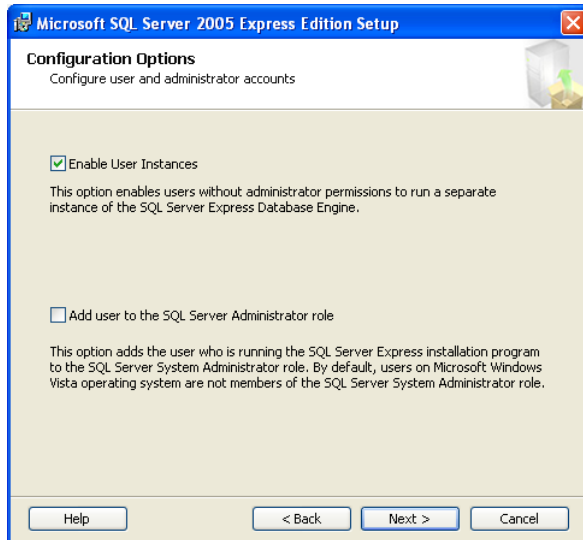 Microsoft SQL Server 2005 Express Edition Setup
Configuration Options
Configure user and administrator accounts
Enable User Instances
This option enables users without administrator permissions to run a separate
instance of the SQL Server Express Database Engine.
Add user to the SQL Server Administrator role
This option adds the user who is running the SQL Server Express installation program
to the SQL Server System Administrator role. By default, users on Microsoft Windows
Vista operating system are not members of the SQL Server System Administrator role.
Help
< Back
Next >
Cancel